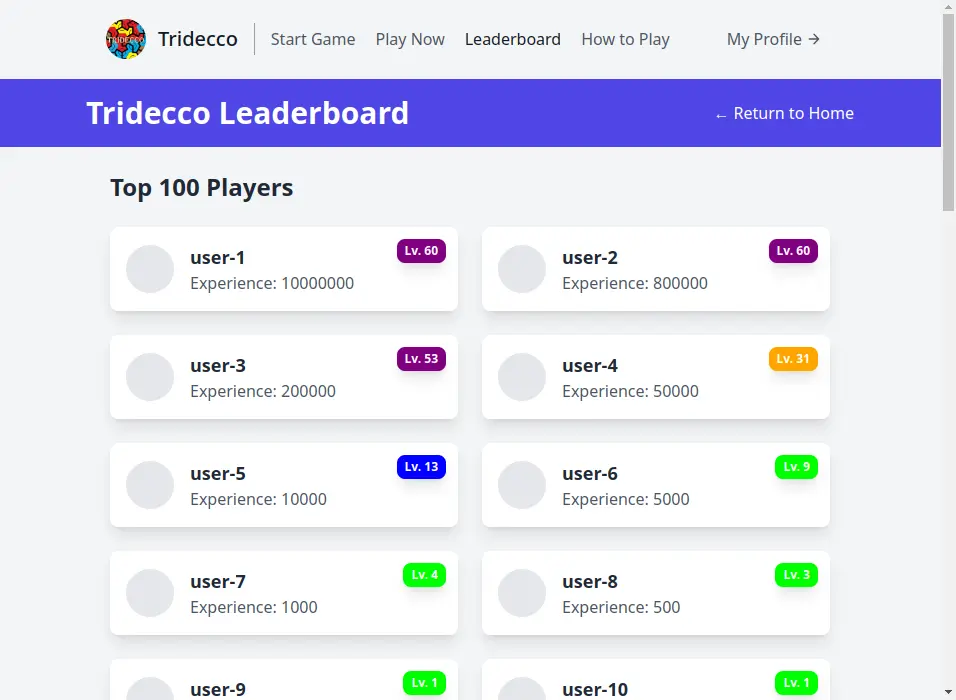 TRIDECCO
Tridecco
Start Game
Play Now
Leaderboard
How to Play
My Profile →
Tridecco Leaderboard
← Return to Home
Top 100 Players
user-1
Lv. 60
Experience: 10000000
user-2
Lv. 60
Experience: 800000
user-3
Lv. 53
Experience: 200000
user-4
Lv. 31
Experience: 50000
user-5
Lv. 13
Experience: 10000
user-6
Lv. 9
Experience: 5000
user-7
Lv. 4
Experience: 1000
user-8
Lv. 3
Experience: 500
user-9
Lv. 1
user-10
Lv. 1